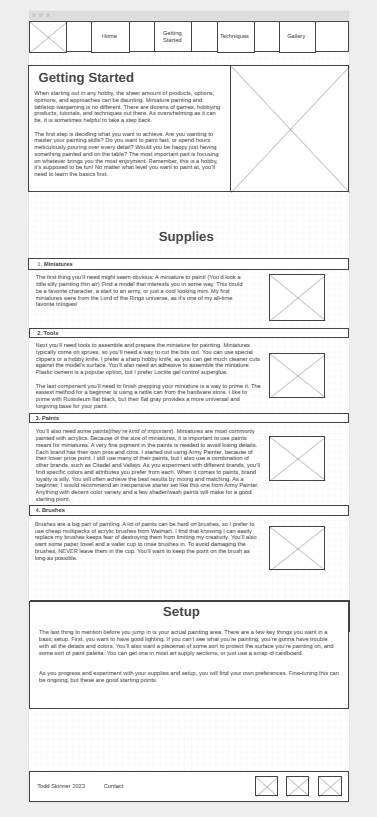 Home
Getting
Started
Techniques
Gallery
Getting Started
When starting out in any hobby, the sheer amount of products, options,
opinions, and approaches can be daunting. Miniature painting and
tabletop wargaming is no different. There are dozens of games, hobbying
products, tutorials, and techniques out there. As overwhelming as it can
be, it is sometimes helpful to take a step back.
The first step is deciding what you want to achieve. Are you wanting to
master your painting skills? Do you want to paint fast, or spend hours
meticulously pouring over every detail? Would you be happy just having
something painted and on the table? The most important part is focusing
on whatever brings you the most enjoyment. Remember, this is a hobby,
it's supposed to be fun! No matter what level you want to paint at, you'll
need to learn the basics first.
Supplies
1. Miniatures
The first thing you'll need might seem obvious: A miniature to paint! (You'd look a
little silly painting thin air) Find a model that interests you in some way. This could
be a favorite character, a start to an army, or just a cool looking mini. My first
miniatures were from the Lord of the Rings universe, as it's one of my all-time
favorite trilogies!
2. Tools
Next you'll need tools to assemble and prepare the miniature for painting. Miniatures
typically come on sprues, so you'll need a way to cut the bits out. You can use special
clippers or a hobby knife. I prefer a sharp hobby knife, as you can get much cleaner cuts
against the model's surface. You'll also need an adhesive to assemble the miniature.
Plastic cement is a popular option, but I prefer Loctite gel control superglue.
The last component you'll need to finish prepping your miniature is a way to prime it. The
easiest method for a beginner is using a rattle can from the hardware store. I like to
prime with Rustoleum flat black, but their flat gray provides a more universal and
forgiving base for your paint.
3. Paints
You'll also need some paints(they're kind of important). Miniatures are most commonly
painted with acrylics. Because of the size of miniatures, it is important to use paints
meant for miniatures. A very fine pigment in the paints is needed to avoid losing details.
Each brand has their own pros and cons. I started out using Army Painter, because of
their lower price point. I still use many of their paints, but I also use a combination of
other brands, such as Citadel and Vallejo. As you experiment with different brands, you'll
find specific colors and attributes you prefer from each. When it comes to paints, brand
loyalty is silly. You will often achieve the best results by mixing and matching. As a
beginner, I would recommend an inexpensive starter set like this one from Army Painter.
Anything with decent color variety and a few shader/wash paints will make for a good
starting point.
4. Brushes
Brushes are a big part of painting. A lot of paints can be hard on brushes, so I prefer to
use cheap multipacks of acrylic brushes from Walmart. I find that knowing I can easily
replace my brushes keeps fear of destroying them from limiting my creativity. You'll also
want some paper towel and a water cup to rinse brushes in. To avoid damaging the
brushes, NEVER leave them in the cup. You'll want to keep the point on the brush as
long as possible.
Setup
The last thing to mention before you jump in is your actual painting area. There are a few key things you want in a
basic setup. First, you want to have good lighting. If you can't see what you're painting, you're gonna have trouble
with all the details and colors. You'll also want a placemat of some sort to protect the surface you're painting on, and
some sort of paint palette. You can get one in most art supply sections, or just use a scrap of cardboard.
As you progress and experiment with your supplies and setup, you will find your own preferences. Fine-tuning this can
be ongoing, but these are good starting points.
Todd Skinner 2023
Contact